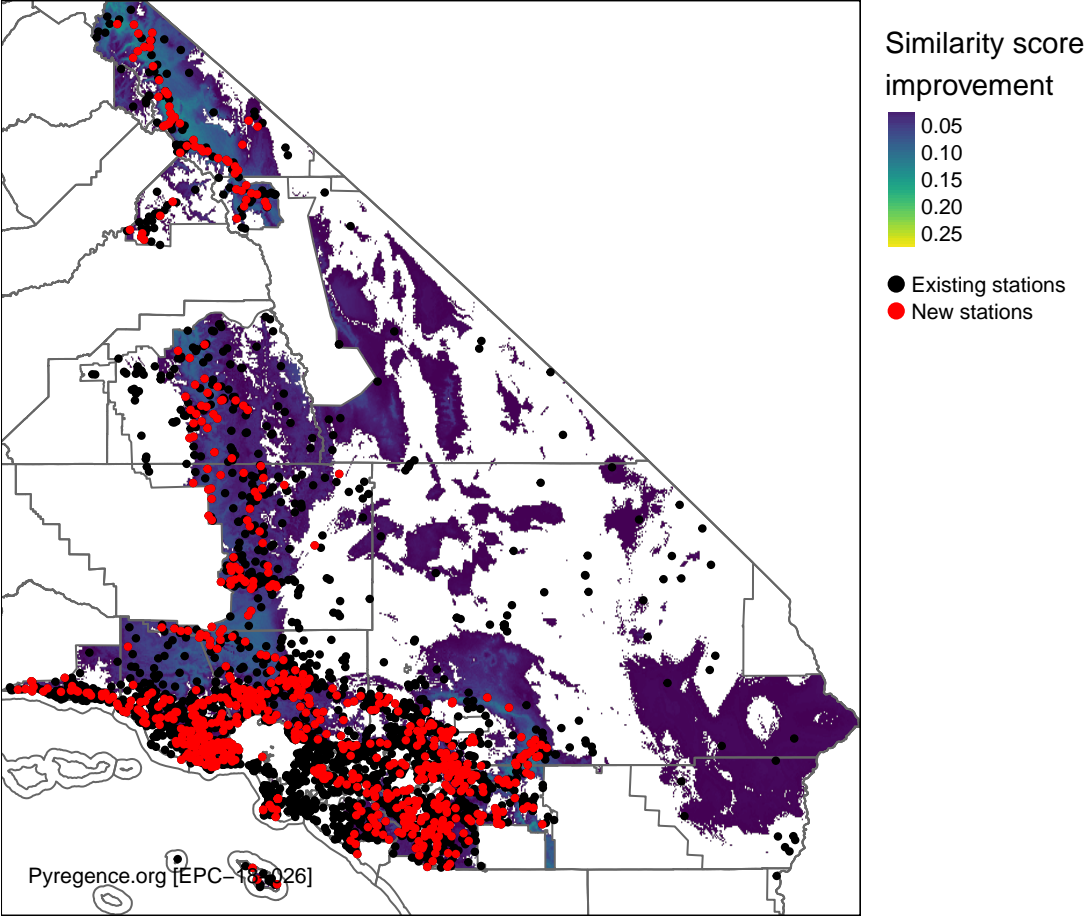 Similarity score
improvement
0.05
0.10
0.15
0.20
0.25
Existing stations
New stations
Pyregence.org [EPC–18 026]